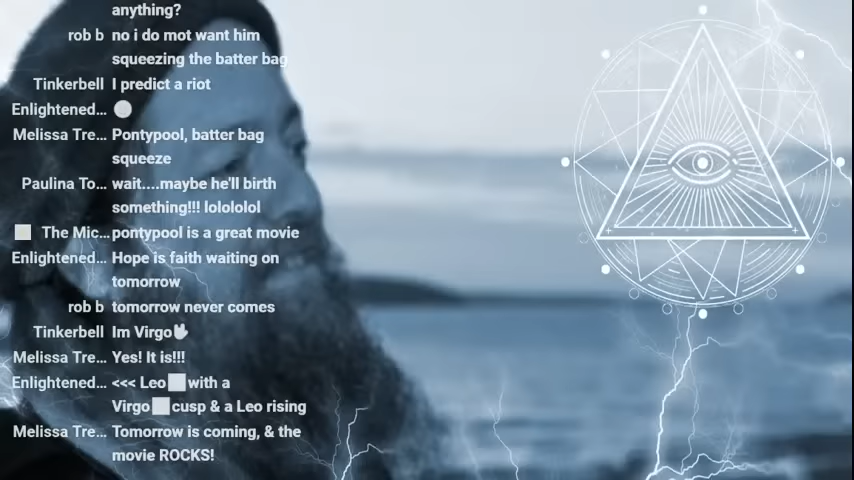 anything?
rob b no i do mot want him
squeezing the batter bag
Tinkerbell I predict a riot
Enlightened...
Melissa Tre... Pontypool, batter bag
squeeze
Paulina To... wait....maybe he'll birth
something!!! lolololol
The Mic... pontypool is a great movie
Enlightened... Hope is faith waiting on
tomorrow
rob b tomorrow never comes
Tinkerbell Im Virgo🤟
Melissa Tre... Yes! It is!!!
Enlightened... <<< Leo with a
Virgo cusp & a Leo rising
Melissa Tre... Tomorrow is coming, & the
movie ROCKS!